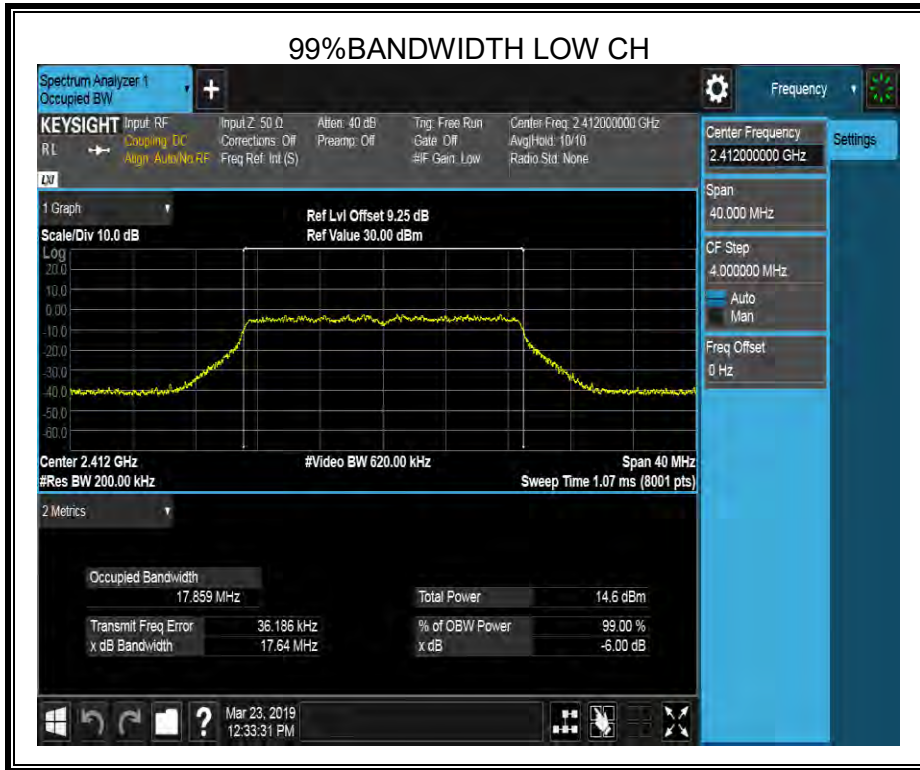 99%BANDWIDTH LOW CH
Spectrum Analyzer 1
Occupied BW
+
Frequency
KEYSIGHT
RL
Input: RF
Coupling: DC
Align: Auto/No RF
Input Z: 50 Ω
Corrections: Off
Freq Ref: Int (S)
Atten: 40 dB
Preamp: Off
Trig: Free Run
Gate: Off
#IF Gain: Low
Center Freq: 2.412000000 GHz
Avg|Hold: 10/10
Radio Std: None
LXI
Center Frequency
2.412000000 GHz
Settings
Span
40.000 MHz
CF Step
4.000000 MHz
Auto
Man
Freq Offset
0 Hz
1 Graph
Scale/Div 10.0 dB
Ref Lvl Offset 9.25 dB
Ref Value 30.00 dBm
Log
20.0
10.0
0.00
-10.0
-20.0
-30.0
-40.0
-50.0
-60.0
Center 2.412 GHz
#Video BW 620.00 kHz
Span 40 MHz
#Res BW 200.00 kHz
Sweep Time 1.07 ms (8001 pts)
2 Metrics
Occupied Bandwidth
17.859 MHz
Total Power 14.6 dBm
Transmit Freq Error 36.186 kHz
% of OBW Power 99.00 %
x dB Bandwidth 17.64 MHz
x dB -6.00 dB
?
Mar 23, 2019
12:33:31 PM